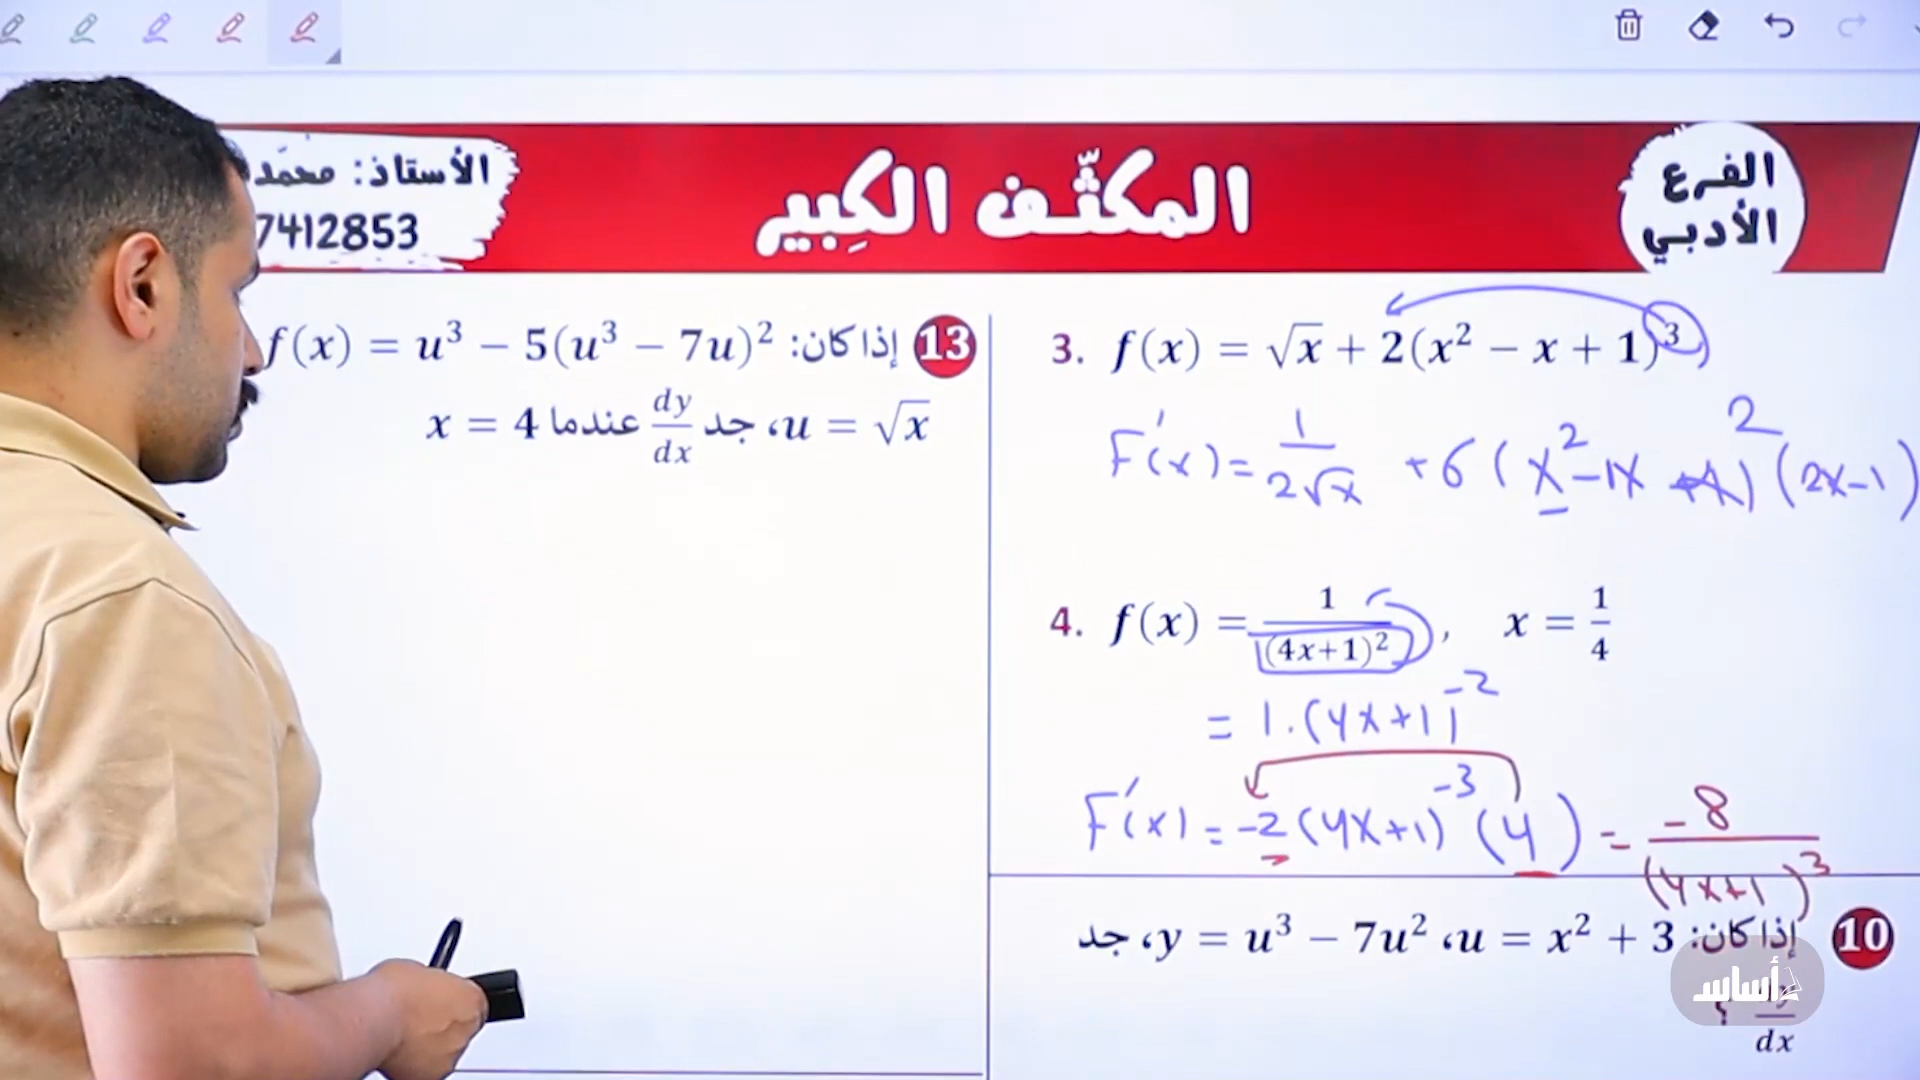 الفرع
الأدبي
المكثّف الكبير
الأستاذ: محمّد
7412853
3. f(x) = √x + 2(x² − x + 1)³
F'(x) = 1/(2√x) + 6(x² − 1x + 1)² (2x−1)
4. f(x) = 1/(4x+1)², x = 1/4
= 1.(4x+1)⁻²
F'(x) = −2(4x+1)⁻³ (4) = −8/(4x+1)³
10 إذا كان: y = u³ − 7u² ،u = x² + 3، جد
dy/dx ؟
أساس
13 إذا كان: f(x) = u³ − 5(u³ − 7u)²
u = √x، جد dy/dx عندما x = 4